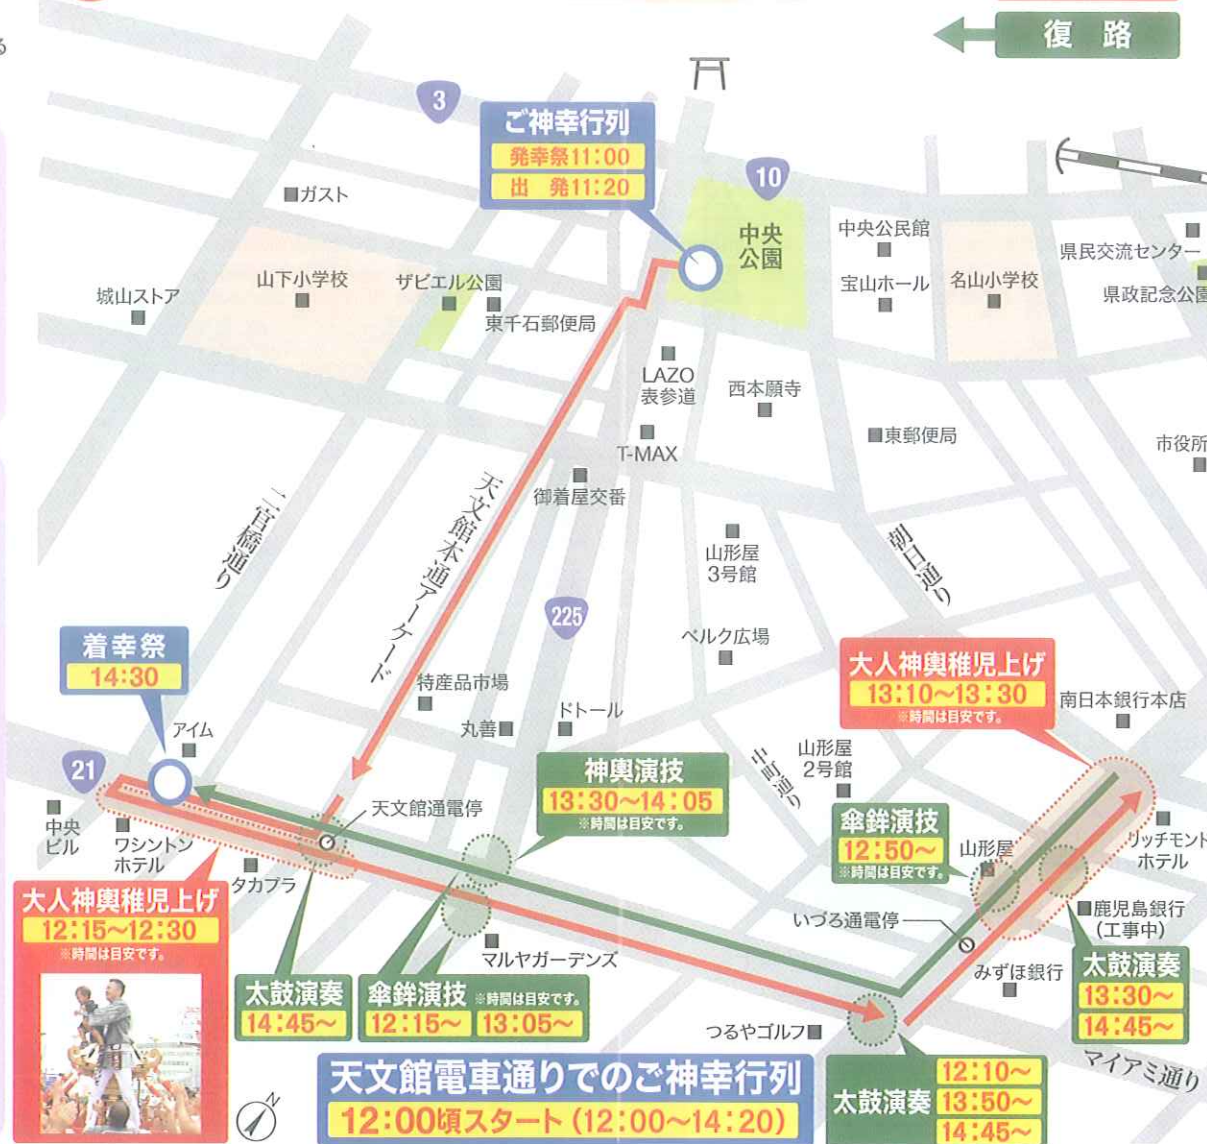 る
復路
3
ご神幸行列
発幸祭11:00
出 発11:20
10
ガスト
中央
公園
中央公民館
県民交流センター
山下小学校
ザビエル公園
宝山ホール
名山小学校
城山ストア
東千石郵便局
県政記念公園
LAZO
表参道
西本願寺
T-MAX
東郵便局
市役所
御着屋交番
二官橋通り
天文館本通アーケード
山形屋
3号館
朝日通り
225
ベルク広場
着幸祭
14:30
大人神輿稚児上げ
13:10～13:30
※時間は目安です。
特産品市場
南日本銀行本店
アイム
丸善
ドトール
21
中町通り
山形屋
2号館
神輿演技
13:30～14:05
※時間は目安です。
天文館通電停
中央
ビル
ワシントン
ホテル
タカプラ
傘鉾演技
12:50～
※時間は目安です。
山形屋
リッチモンド
ホテル
大人神輿稚児上げ
12:15～12:30
※時間は目安です。
いづろ通電停
鹿児島銀行
(工事中)
マルヤガーデンズ
みずほ銀行
太鼓演奏
13:30～
14:45～
太鼓演奏
14:45～
傘鉾演技 ※時間は目安です。
12:15～ 13:05～
つるやゴルフ
マイアミ通り
天文館電車通りでのご神幸行列
12:00頃スタート (12:00～14:20)
太鼓演奏
12:10～
13:50～
14:45～
N